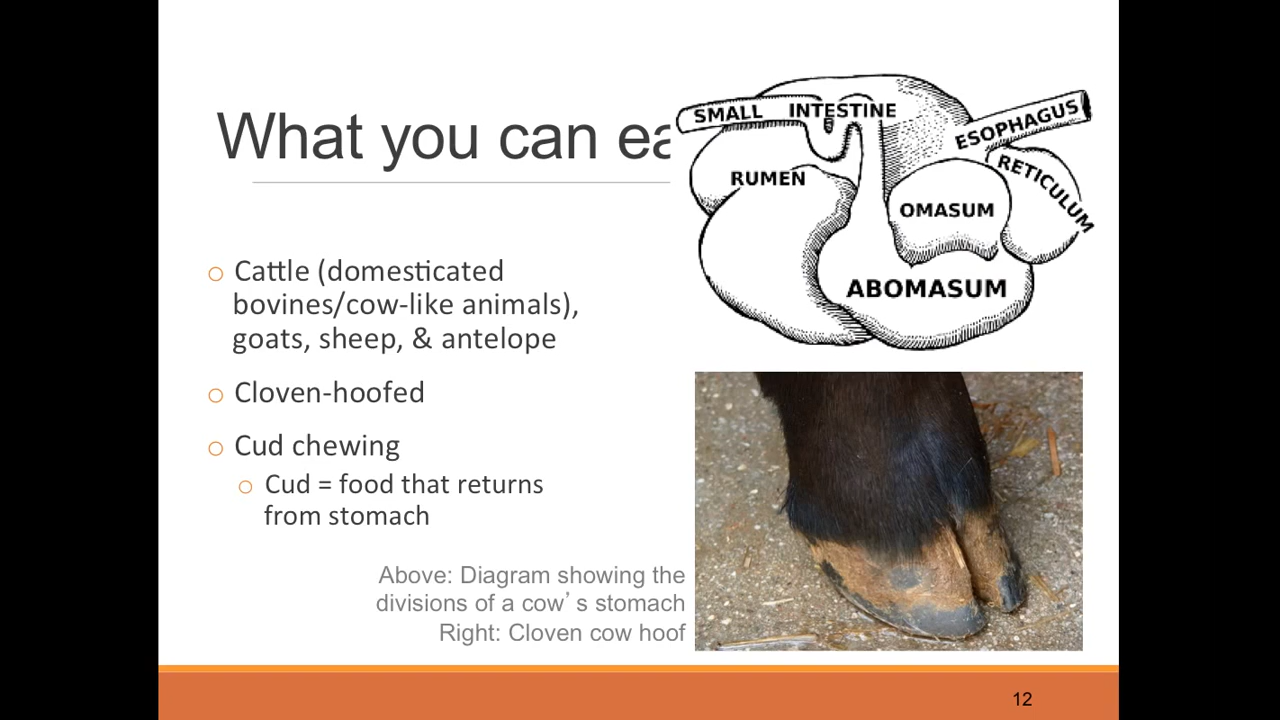 What you can ea
SMALL INTESTINE
ESOPHAGUS
RETICULUM
RUMEN
OMASUM
ABOMASUM
o Cattle (domesticated
bovines/cow-like animals),
goats, sheep, & antelope
o Cloven-hoofed
o Cud chewing
o Cud = food that returns
from stomach
Above: Diagram showing the
divisions of a cow’s stomach
Right: Cloven cow hoof
12